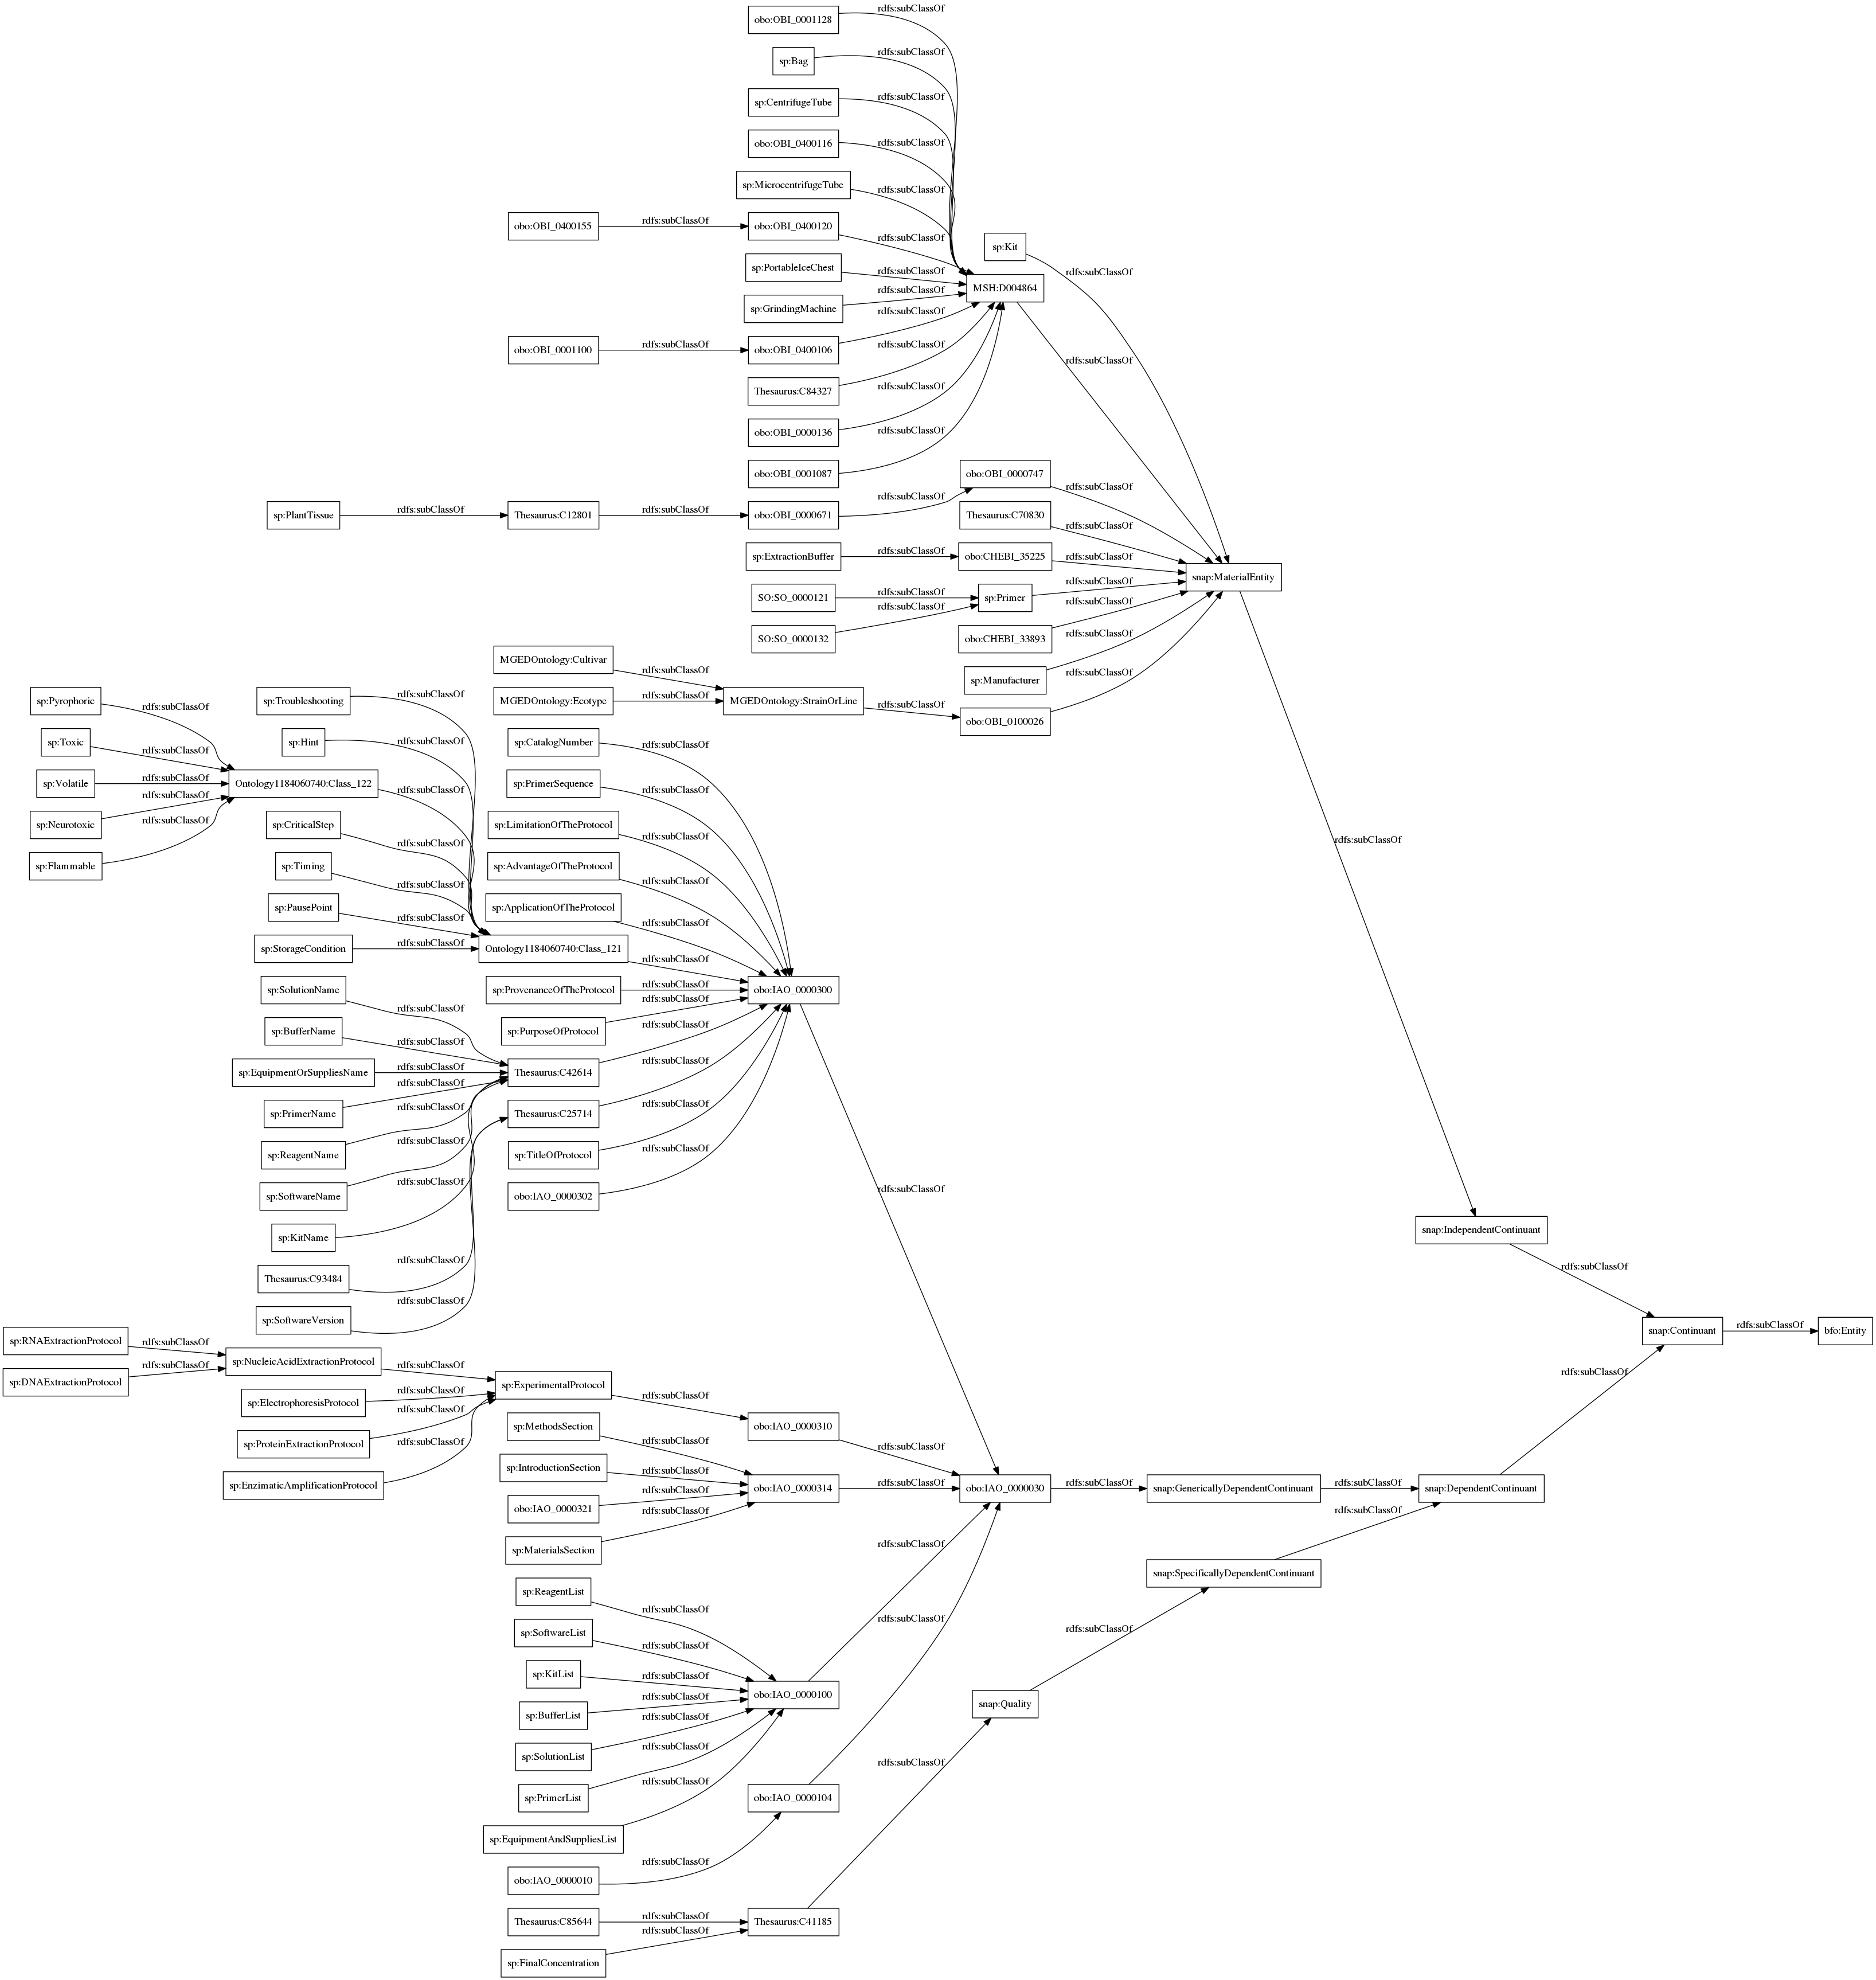 rdfs:subClassOf
obo:OBI_0001128
rdfs:subClassOf
sp:Bag
rdfs:subClassOf
sp:CentrifugeTube
rdfs:subClassOf
obo:OBI_0400116
rdfs:subClassOf
sp:MicrocentrifugeTube
obo:OBI_0400155
rdfs:subClassOf
obo:OBI_0400120
rdfs:subClassOf
sp:Kit
sp:PortableIceChest
rdfs:subClassOf
rdfs:subClassOf
MSH:D004864
rdfs:subClassOf
sp:GrindingMachine
rdfs:subClassOf
obo:OBI_0001100
rdfs:subClassOf
obo:OBI_0400106
rdfs:subClassOf
rdfs:subClassOf
Thesaurus:C84327
rdfs:subClassOf
obo:OBI_0000136
rdfs:subClassOf
obo:OBI_0001087
obo:OBI_0000747
rdfs:subClassOf
rdfs:subClassOf
sp:PlantTissue
rdfs:subClassOf
Thesaurus:C12801
rdfs:subClassOf
obo:OBI_0000671
Thesaurus:C70830
rdfs:subClassOf
sp:ExtractionBuffer
rdfs:subClassOf
obo:CHEBI_35225
rdfs:subClassOf
snap:MaterialEntity
SO:SO_0000121
rdfs:subClassOf
sp:Primer
rdfs:subClassOf
rdfs:subClassOf
rdfs:subClassOf
SO:SO_0000132
obo:CHEBI_33893
rdfs:subClassOf
MGEDOntology:Cultivar
rdfs:subClassOf
sp:Manufacturer
rdfs:subClassOf
sp:Pyrophoric
rdfs:subClassOf
sp:Troubleshooting
rdfs:subClassOf
MGEDOntology:Ecotype
rdfs:subClassOf
MGEDOntology:StrainOrLine
rdfs:subClassOf
obo:OBI_0100026
sp:Toxic
rdfs:subClassOf
sp:Hint
rdfs:subClassOf
sp:CatalogNumber
rdfs:subClassOf
sp:Volatile
rdfs:subClassOf
Ontology1184060740:Class_122
rdfs:subClassOf
sp:PrimerSequence
rdfs:subClassOf
rdfs:subClassOf
sp:Neurotoxic
rdfs:subClassOf
sp:CriticalStep
rdfs:subClassOf
sp:LimitationOfTheProtocol
rdfs:subClassOf
rdfs:subClassOf
sp:Flammable
sp:Timing
rdfs:subClassOf
sp:AdvantageOfTheProtocol
rdfs:subClassOf
sp:PausePoint
rdfs:subClassOf
sp:ApplicationOfTheProtocol
rdfs:subClassOf
sp:StorageCondition
rdfs:subClassOf
Ontology1184060740:Class_121
rdfs:subClassOf
sp:SolutionName
rdfs:subClassOf
sp:ProvenanceOfTheProtocol
rdfs:subClassOf
obo:IAO_0000300
rdfs:subClassOf
sp:BufferName
rdfs:subClassOf
sp:PurposeOfProtocol
rdfs:subClassOf
sp:EquipmentOrSuppliesName
rdfs:subClassOf
Thesaurus:C42614
rdfs:subClassOf
rdfs:subClassOf
sp:PrimerName
rdfs:subClassOf
Thesaurus:C25714
rdfs:subClassOf
sp:ReagentName
rdfs:subClassOf
sp:TitleOfProtocol
rdfs:subClassOf
sp:SoftwareName
rdfs:subClassOf
obo:IAO_0000302
rdfs:subClassOf
sp:KitName
rdfs:subClassOf
snap:IndependentContinuant
Thesaurus:C93484
rdfs:subClassOf
rdfs:subClassOf
sp:SoftwareVersion
sp:RNAExtractionProtocol
rdfs:subClassOf
snap:Continuant
rdfs:subClassOf
bfo:Entity
sp:DNAExtractionProtocol
rdfs:subClassOf
sp:NucleicAcidExtractionProtocol
rdfs:subClassOf
sp:ExperimentalProtocol
rdfs:subClassOf
rdfs:subClassOf
sp:ElectrophoresisProtocol
rdfs:subClassOf
rdfs:subClassOf
sp:MethodsSection
rdfs:subClassOf
obo:IAO_0000310
rdfs:subClassOf
sp:ProteinExtractionProtocol
rdfs:subClassOf
sp:IntroductionSection
rdfs:subClassOf
sp:EnzimaticAmplificationProtocol
rdfs:subClassOf
obo:IAO_0000314
rdfs:subClassOf
obo:IAO_0000030
rdfs:subClassOf
snap:GenericallyDependentContinuant
rdfs:subClassOf
snap:DependentContinuant
obo:IAO_0000321
rdfs:subClassOf
rdfs:subClassOf
sp:MaterialsSection
rdfs:subClassOf
snap:SpecificallyDependentContinuant
sp:ReagentList
rdfs:subClassOf
rdfs:subClassOf
sp:SoftwareList
rdfs:subClassOf
rdfs:subClassOf
sp:KitList
rdfs:subClassOf
obo:IAO_0000100
snap:Quality
sp:BufferList
rdfs:subClassOf
rdfs:subClassOf
sp:SolutionList
rdfs:subClassOf
rdfs:subClassOf
sp:PrimerList
rdfs:subClassOf
obo:IAO_0000104
sp:EquipmentAndSuppliesList
rdfs:subClassOf
obo:IAO_0000010
Thesaurus:C85644
rdfs:subClassOf
Thesaurus:C41185
rdfs:subClassOf
sp:FinalConcentration